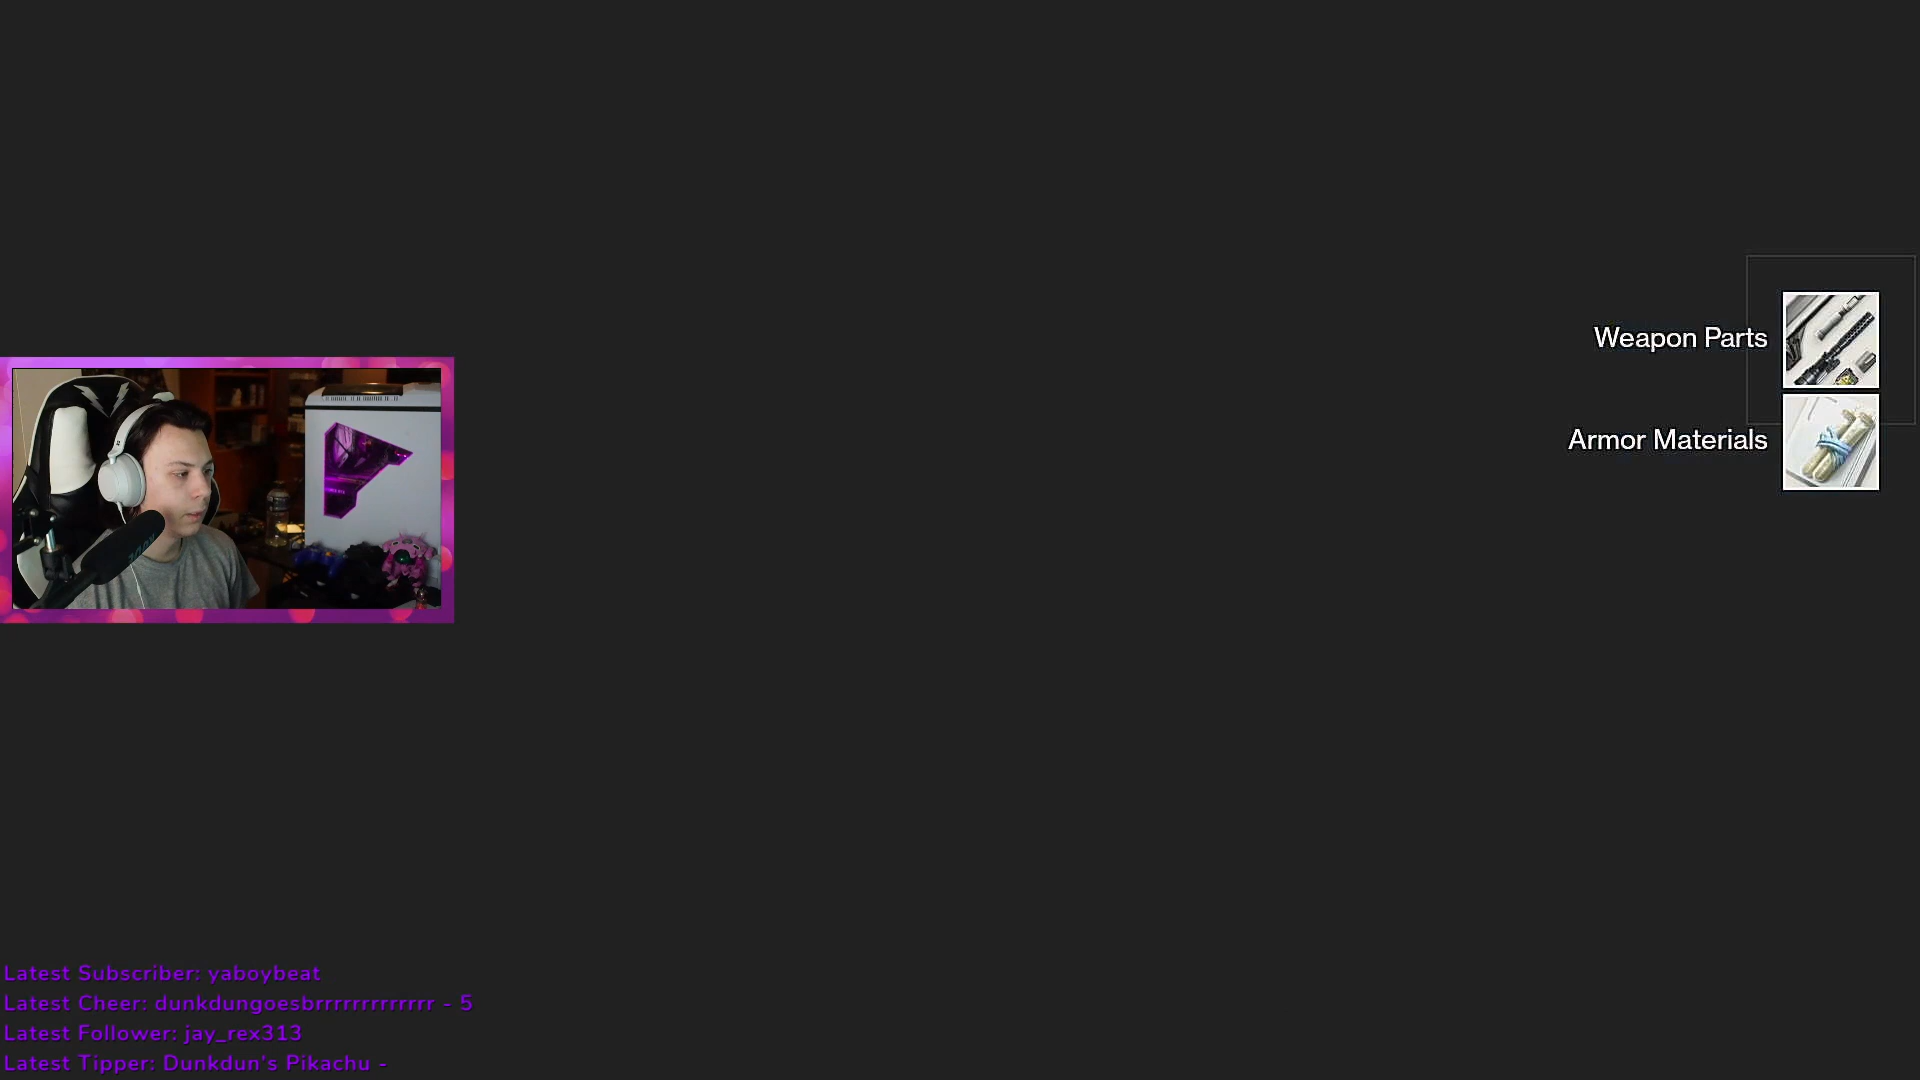 Weapon Parts
Armor Materials
Latest Subscriber: yaboybeat
Latest Cheer: dunkdungoesbrrrrrrrrrrrrr - 5
Latest Follower: jay_rex313
Latest Tipper: Dunkdun's Pikachu -